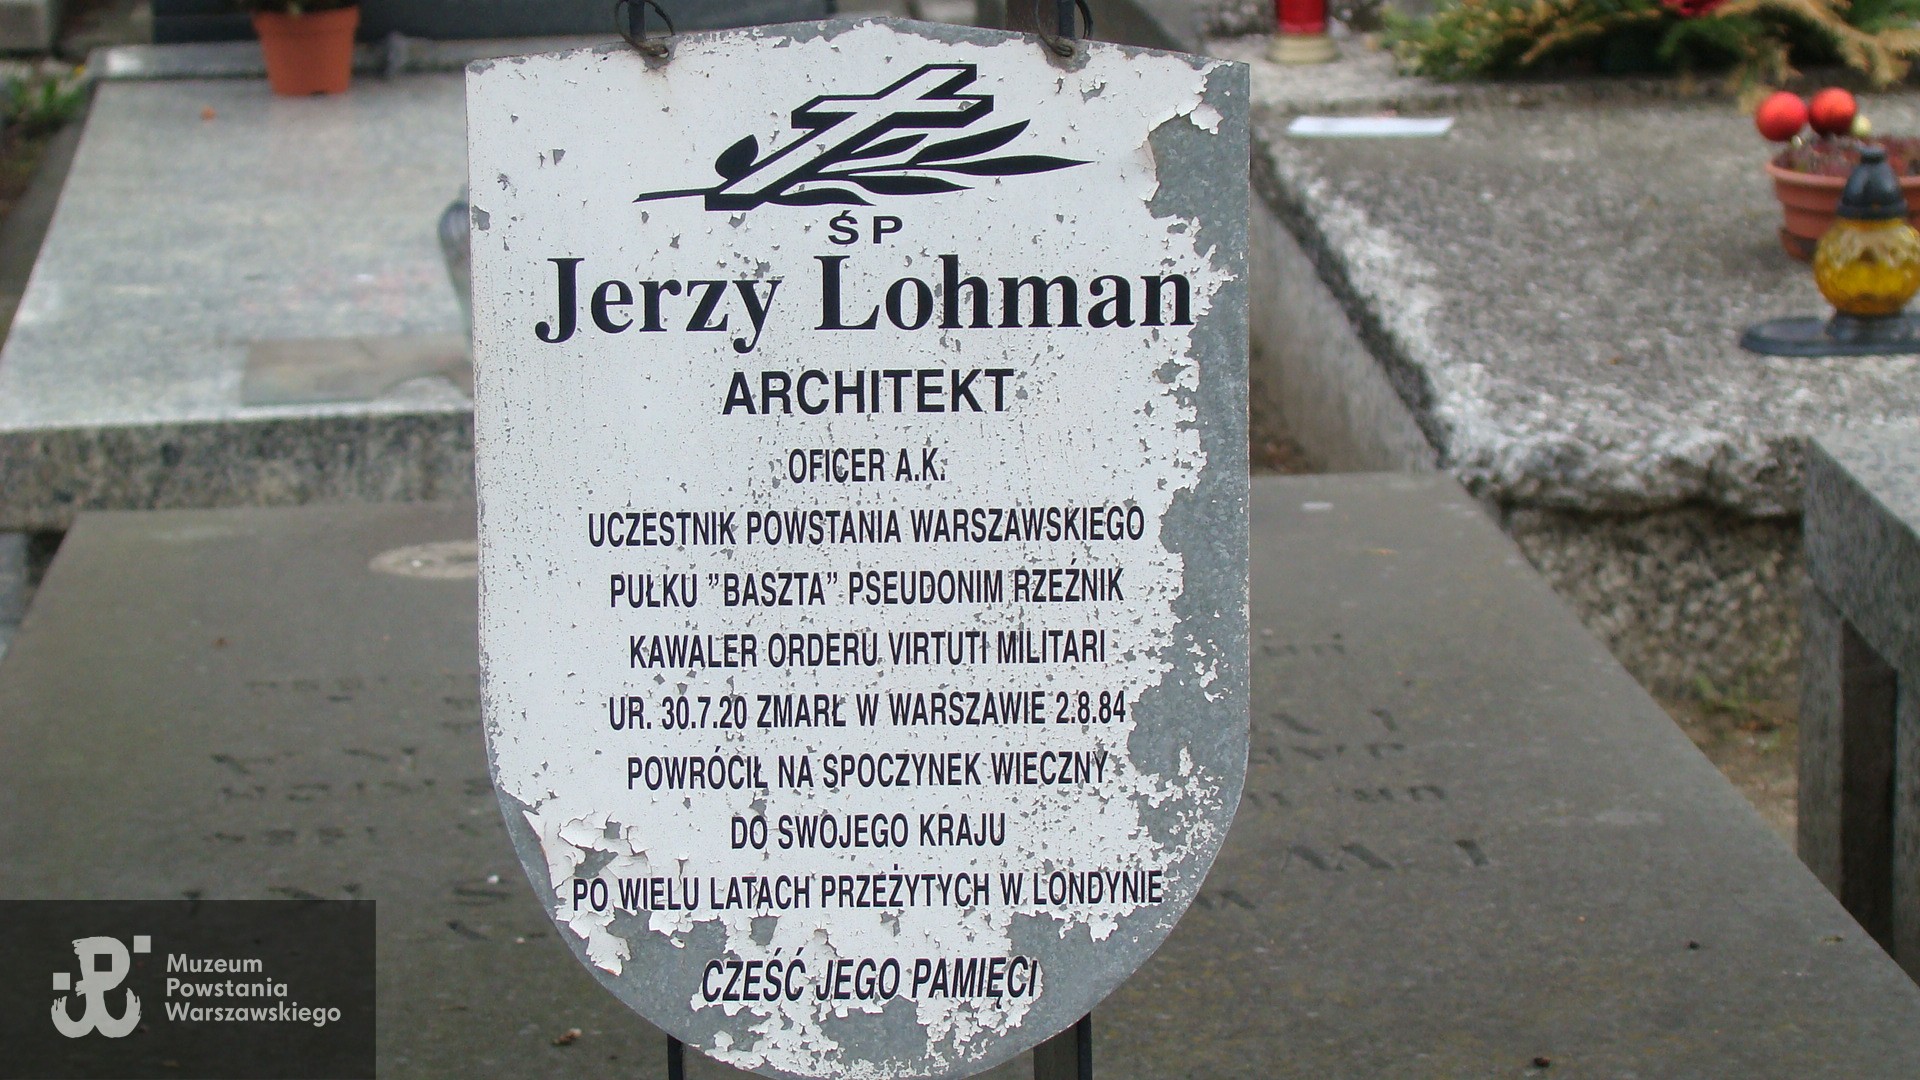 ŚP
Jerzy Lohman
ARCHITEKT
OFICER A.K.
UCZESTNIK POWSTANIA WARSZAWSKIEGO
PUŁKU "BASZTA" PSEUDONIM RZEŹNIK
KAWALER ORDERU VIRTUTI MILITARI
UR. 30.7.20 ZMARŁ W WARSZAWIE 2.8.84
POWRÓCIŁ NA SPOCZYNEK WIECZNY
DO SWOJEGO KRAJU
PO WIELU LATACH PRZEŻYTYCH W LONDYNIE
CZEŚĆ JEGO PAMIĘCI
Muzeum
Powstania
Warszawskiego